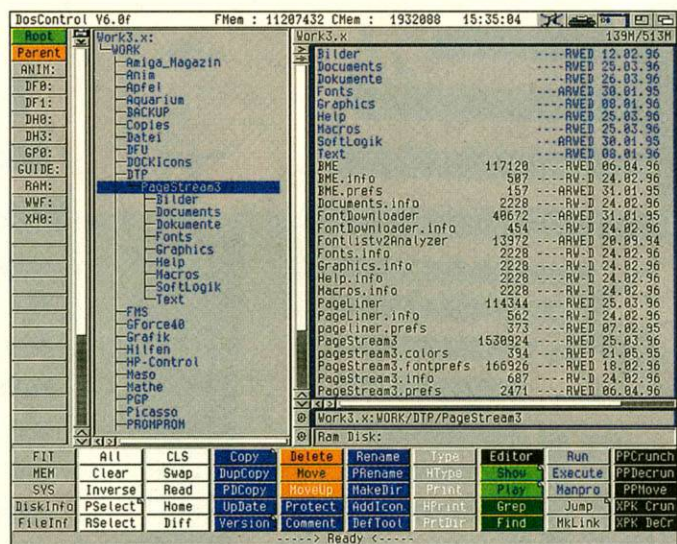 DosControl V6.0f FMem : 11207432 CMem : 1932088 15:35:04
Root
Parent
ANIM:
DF0:
DF1:
DH0:
DH3:
GP0:
GUIDE:
RAM:
WWF:
XH0:
Work3.x:
WORK
Amiga_Magazin
Anim
Apfel
Aquarium
BACKUP
Copies
Datei
DFU
DOCKIcons
DTP
PageStream3
Bilder
Documents
Dokumente
Fonts
Graphics
Help
Macros
SoftLogik
Text
FMS
GForce40
Grafik
Hilfen
HP-Control
Maso
Mathe
PGP
Picasso
PROMPROM
Work3.x 139M/513M
Bilder ----RWED 12.02.96
Documents ----RWED 25.03.96
Dokumente ----RWED 26.03.96
Fonts ---ARWED 30.01.95
Graphics ----RWED 08.01.96
Help ----RWED 25.03.96
Macros ----RWED 25.03.96
SoftLogik ---ARWED 30.01.95
Text ----RWED 08.01.96
BME 117120 ----RWED 06.04.96
BME.info 507 ----RW-D 24.02.96
BME.prefs 157 ---ARWED 31.01.95
Documents.info 2228 ----RW-D 24.02.96
FontDownloader 40672 ---ARWED 31.01.95
FontDownloader.info 454 ----RW-D 24.02.96
Fontlistv2Analyzer 13972 ---ARWED 20.09.94
Fonts.info 2228 ----RW-D 24.02.96
Graphics.info 2228 ----RW-D 24.02.96
Help.info 2228 ----RW-D 24.02.96
Macros.info 2228 ----RW-D 24.02.96
PageLiner 114344 ----RWED 25.03.96
PageLiner.info 562 ----RW-D 24.02.96
pageliner.prefs 373 ----RWED 07.02.95
PageStream3 1530924 ----RWED 25.03.96
pagestream3.colors 394 ----RWED 21.05.95
PageStream3.fontprefs 166926 ----RWED 18.02.96
PageStream3.info 687 ----RW-D 24.02.96
PageStream3.prefs 2471 ----RWED 06.04.96
Work3.x:WORK/DTP/PageStream3
Ram Disk:
FIT All CLS Copy Delete Rename Type Editor Run PPCrunch
MEM Clear Swap DupCopy Move PRename HType Show Execute PPDecrun
SYS Inverse Read PDCopy MoveUp MakeDir Print Play Manpro PPMove
DiskInfo PSelect Home UpDate Protect AddIcon HPrint Grep Jump XPK Crun
FileInf RSelect Diff Version Comment DefTool PrtDir Find MkLink XPK DeCr
-----> Ready <-----